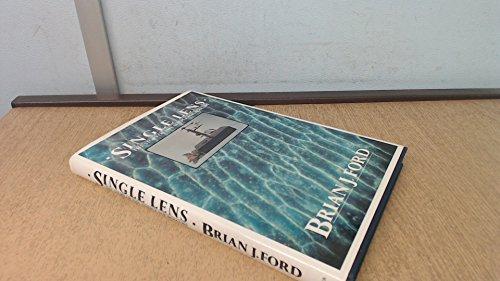 SINGLE LENS
BRIAN J. FORD
· SINGLE LENS · BRIAN J. FORD